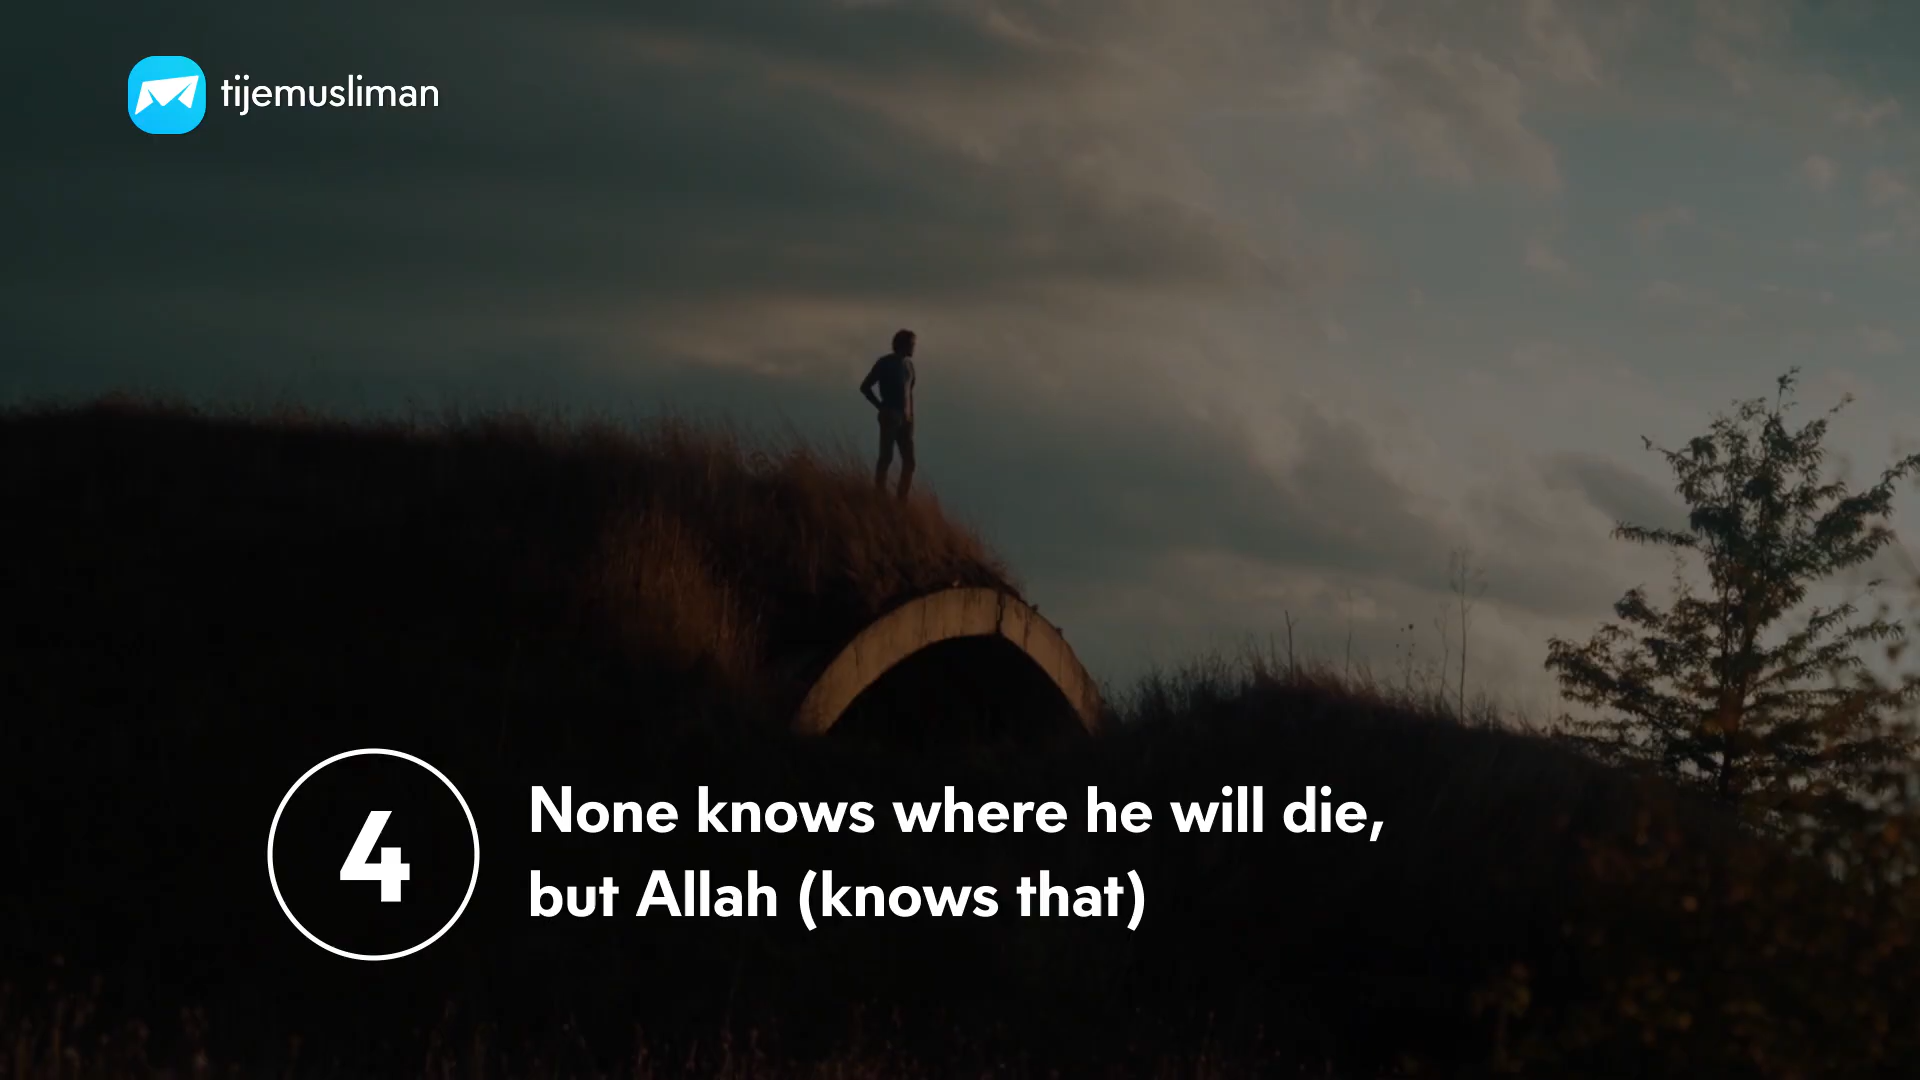 tijemusliman
4
None knows where he will die,
but Allah (knows that)